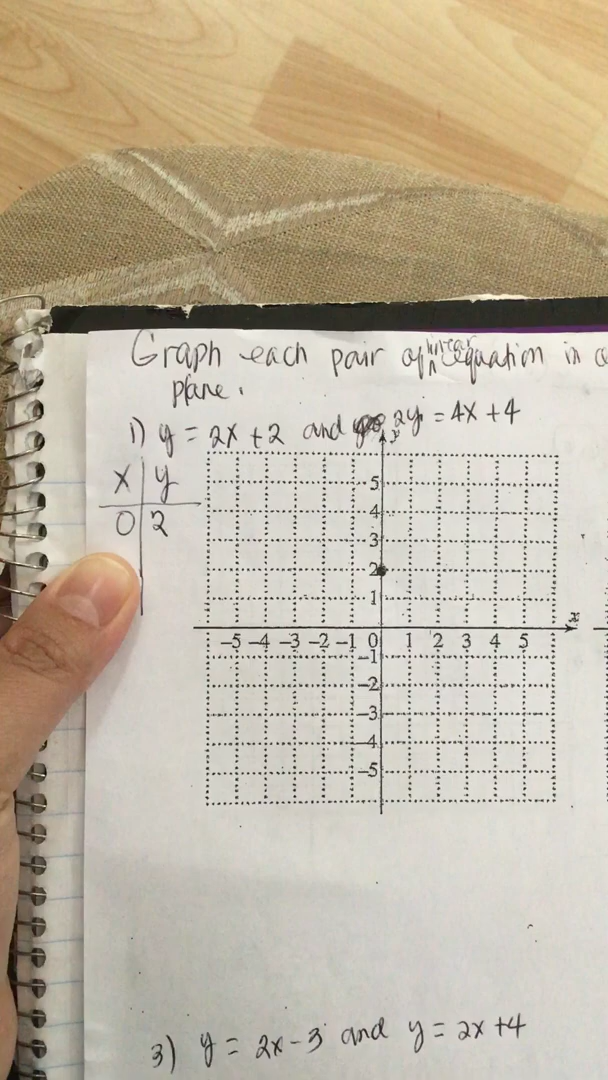 Graph each pair of linear equation in
plane.
1) y = 2x + 2 and 2y = 4x + 4
x y
0 2
y
5
4
3
2
1
x
-5 -4 -3 -2 -1 0 1 2 3 4 5
-1
-2
-3
-4
-5
3) y = 2x - 3 and y = 2x + 4